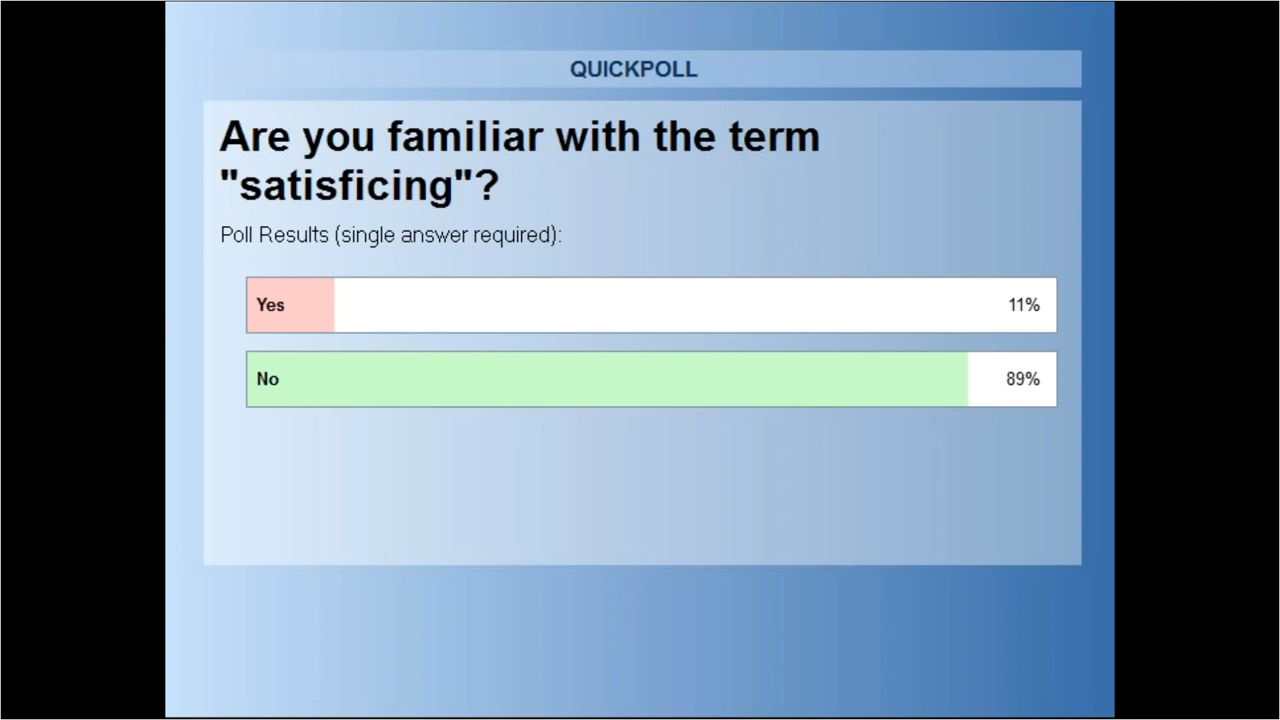 QUICKPOLL
Are you familiar with the term
"satisficing"?
Poll Results (single answer required):
Yes 11%
No 89%